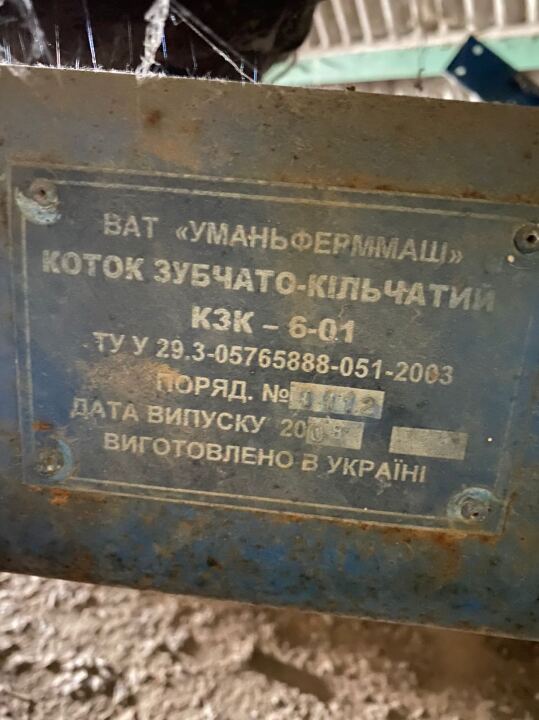 ВАТ «УМАНЬФЕРММАШ»
КОТОК ЗУБЧАТО-КІЛЬЧАТИЙ
КЗК – 6-01
ТУ У 29.3-05765888-051-2003
ПОРЯД. №
ДАТА ВИПУСКУ 2008
ВИГОТОВЛЕНО В УКРАЇНІ